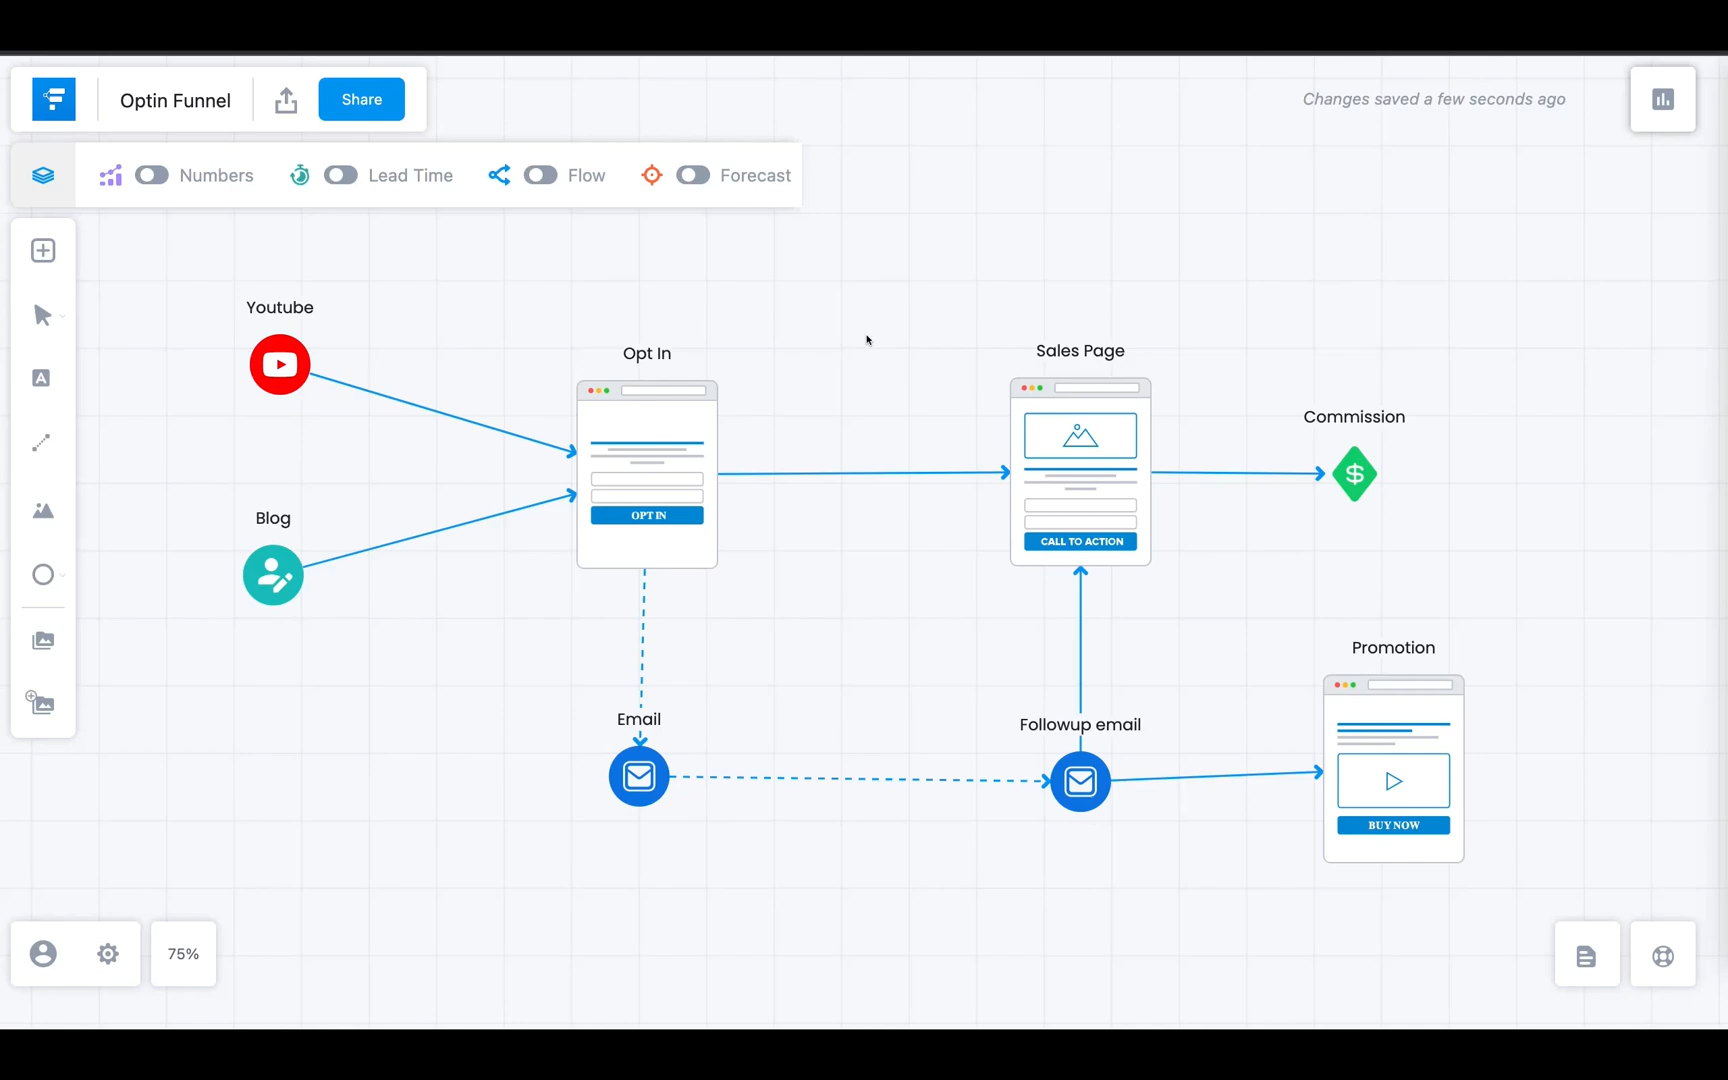 Optin Funnel
Share
Changes saved a few seconds ago
Numbers
Lead Time
Flow
Forecast
Youtube
Opt In
Sales Page
Commission
OPT IN
Blog
CALL TO ACTION
Promotion
Email
Followup email
BUY NOW
75%